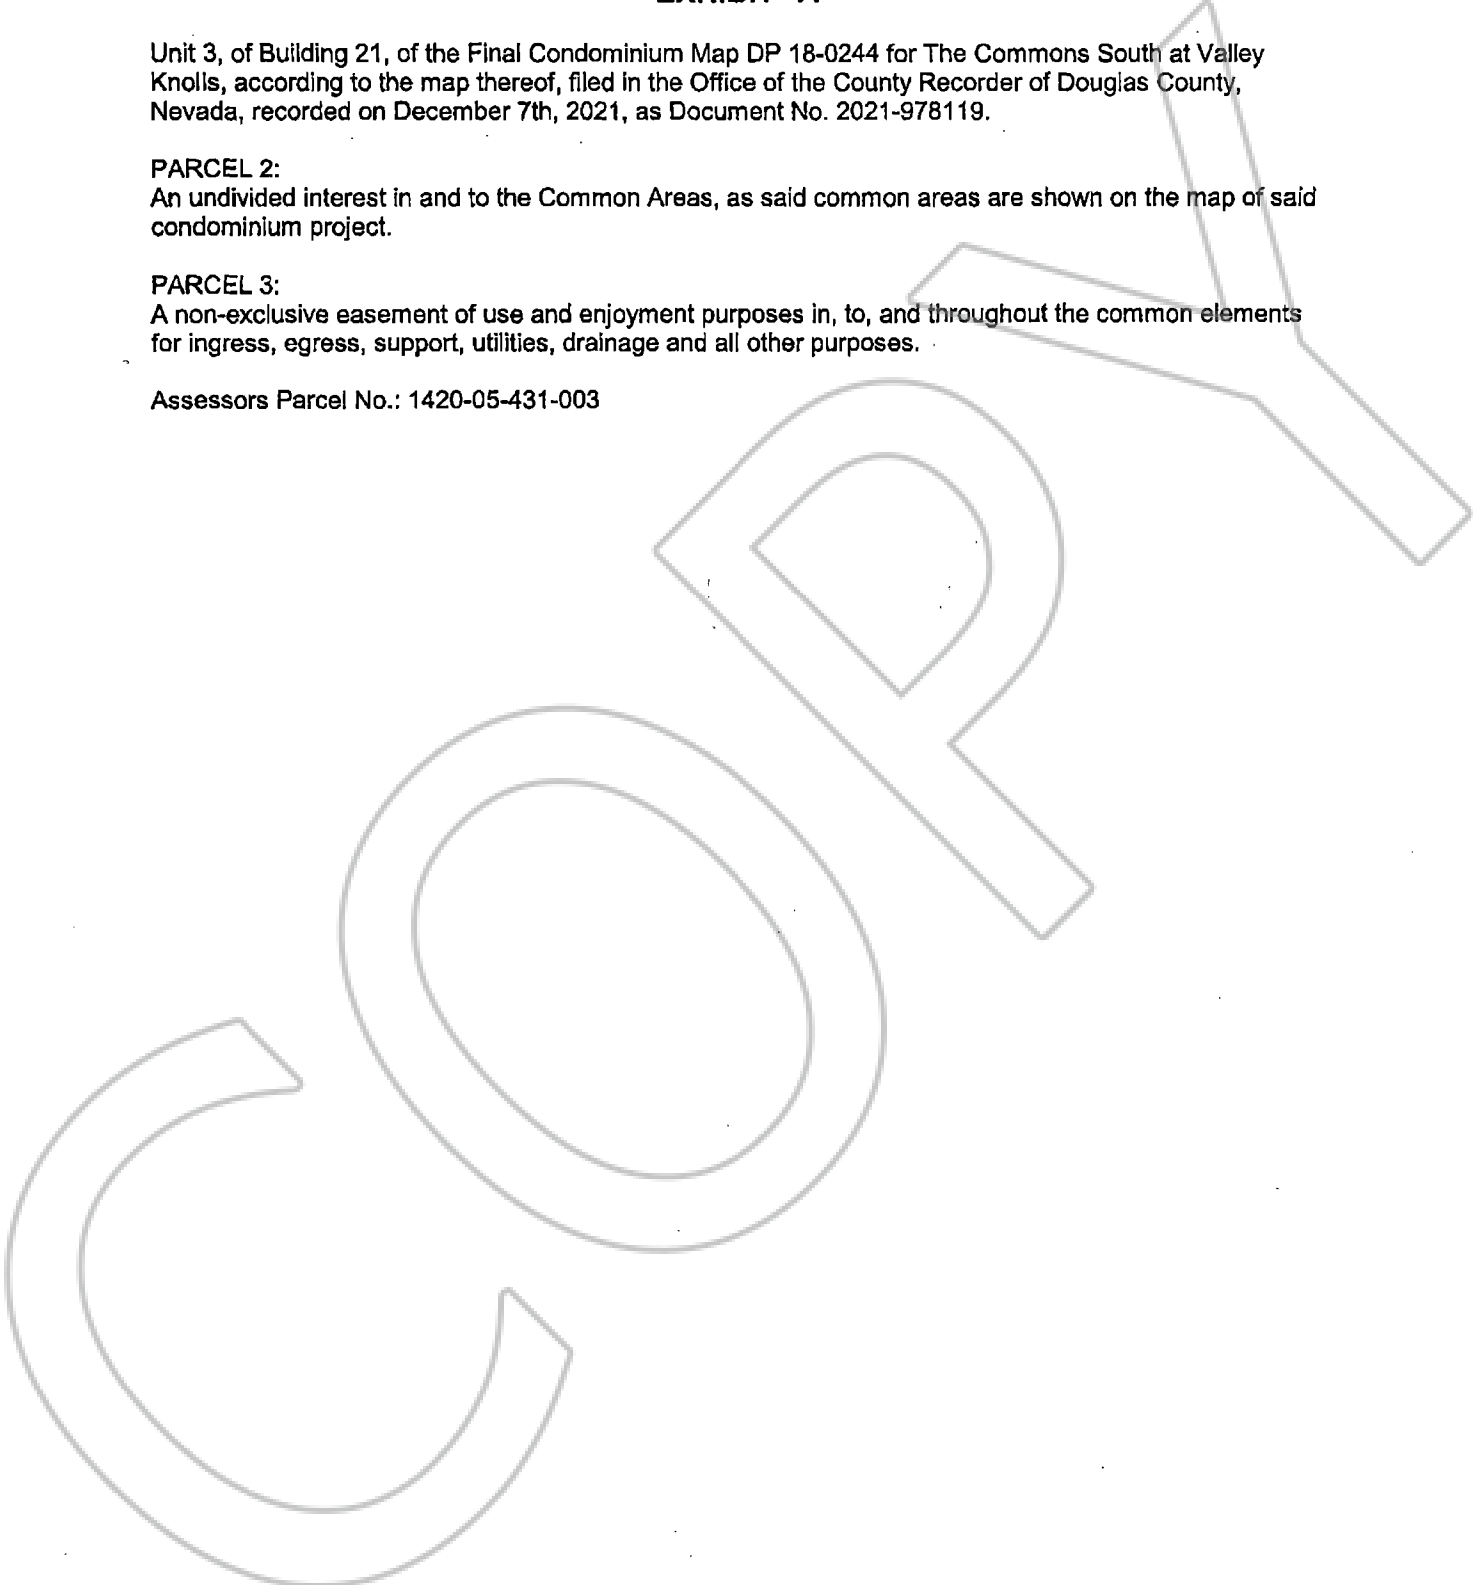 Unit 3, of Building 21, of the Final Condominium Map DP 18-0244 for The Commons South at Valley
Knolls, according to the map thereof, filed in the Office of the County Recorder of Douglas County,
Nevada, recorded on December 7th, 2021, as Document No. 2021-978119.
PARCEL 2:
An undivided interest in and to the Common Areas, as said common areas are shown on the map of said
condominium project.
PARCEL 3:
A non-exclusive easement of use and enjoyment purposes in, to, and throughout the common elements
for ingress, egress, support, utilities, drainage and all other purposes.
Assessors Parcel No.: 1420-05-431-003
COPY